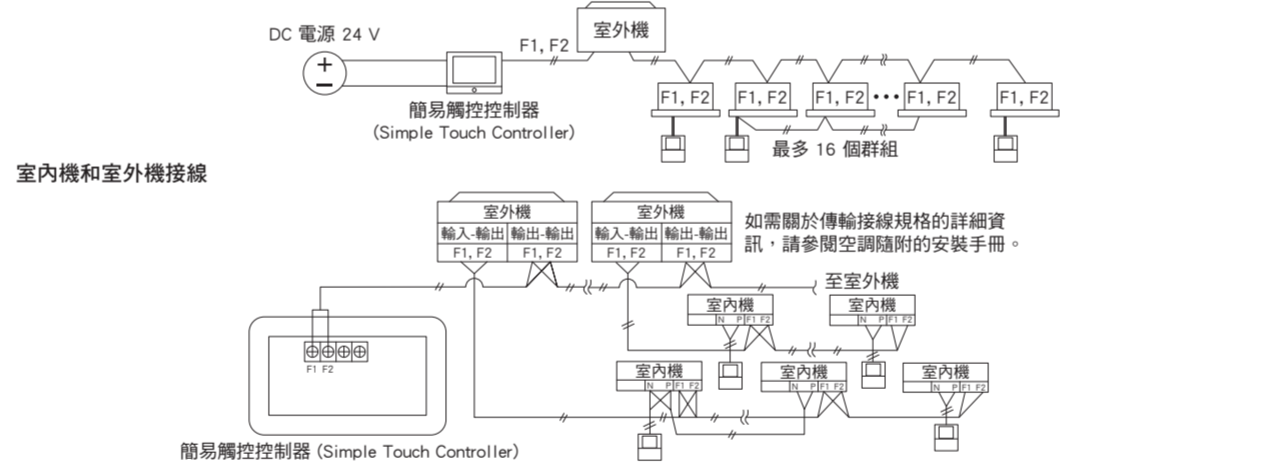 DC 電源 24 V
室外機
F1, F2
F1, F2
F1, F2
F1, F2
F1, F2
F1, F2
簡易觸控控制器
(Simple Touch Controller)
最多 16 個群組
室內機和室外機接線
室外機
室外機
輸入-輸出 輸出-輸出
輸入-輸出 輸出-輸出
F1, F2 F1, F2
F1, F2 F1, F2
如需關於傳輸接線規格的詳細資
訊，請參閱空調隨附的安裝手冊。
至室外機
室內機
N P F1 F2
室內機
N P F1 F2
F1 F2
室內機
N P F1 F2
室內機
N P F1 F2
室內機
N P F1 F2
簡易觸控控制器 (Simple Touch Controller)